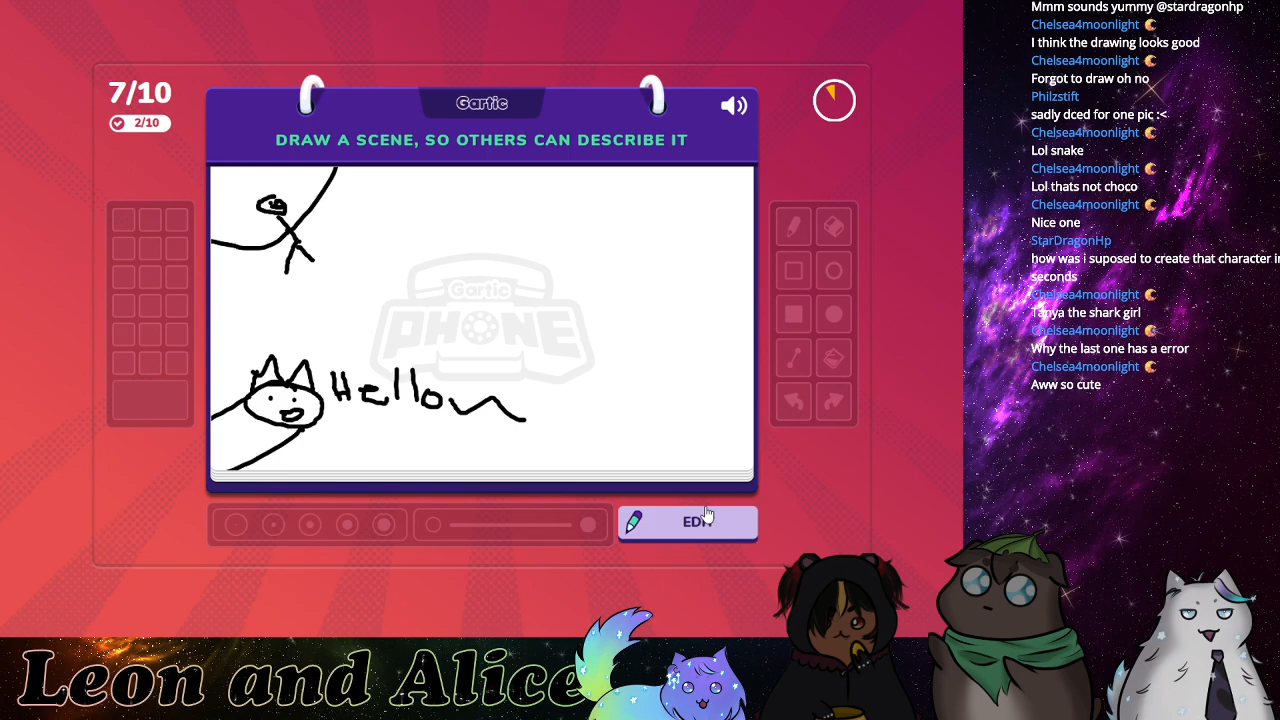 7/10
2/10
Gartic
DRAW A SCENE, SO OTHERS CAN DESCRIBE IT
Gartic
PHONE
Hello
EDIT
Leon and Alice
Mmm sounds yummy @stardragonhp
Chelsea4moonlight
I think the drawing looks good
Chelsea4moonlight
Forgot to draw oh no
Philzstift
sadly dced for one pic :<
Chelsea4moonlight
Lol snake
Chelsea4moonlight
Lol thats not choco
Chelsea4moonlight
Nice one
StarDragonHp
how was i suposed to create that character in
seconds
Chelsea4moonlight
Tanya the shark girl
Chelsea4moonlight
Why the last one has a error
Chelsea4moonlight
Aww so cute